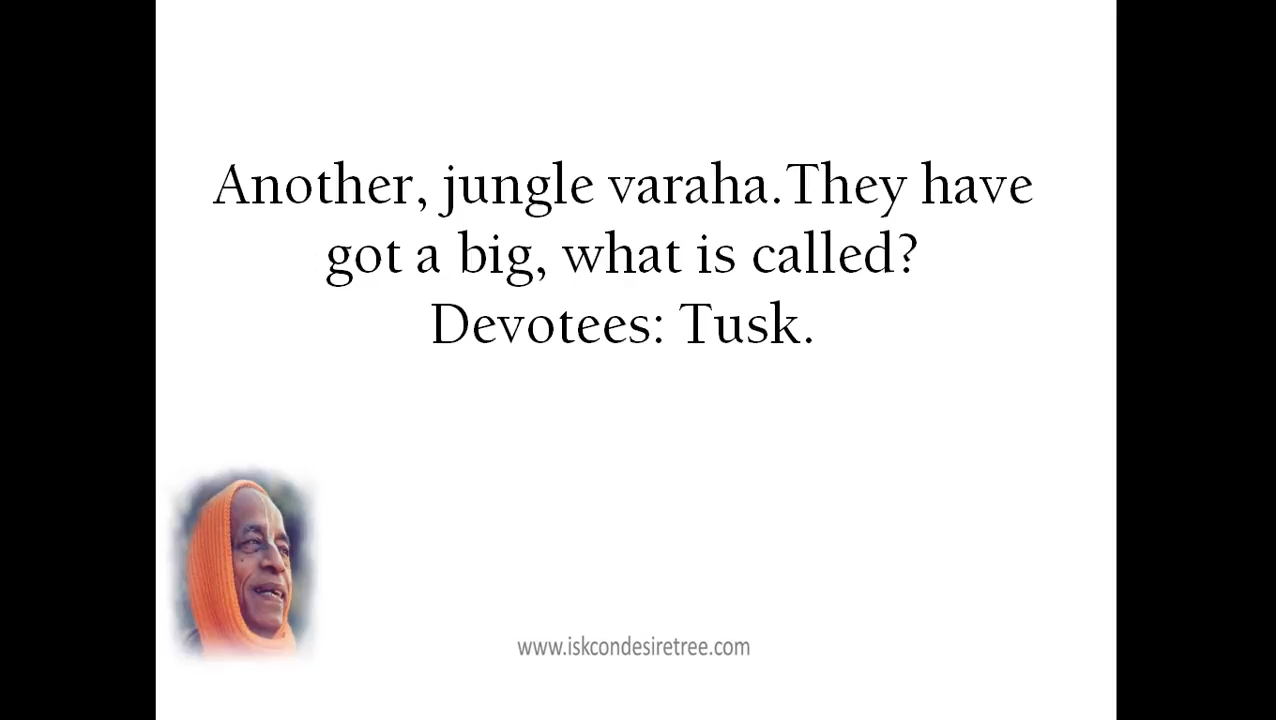 Another, jungle varaha.They have
got a big, what is called?
Devotees: Tusk.
www.iskcondesiretree.com